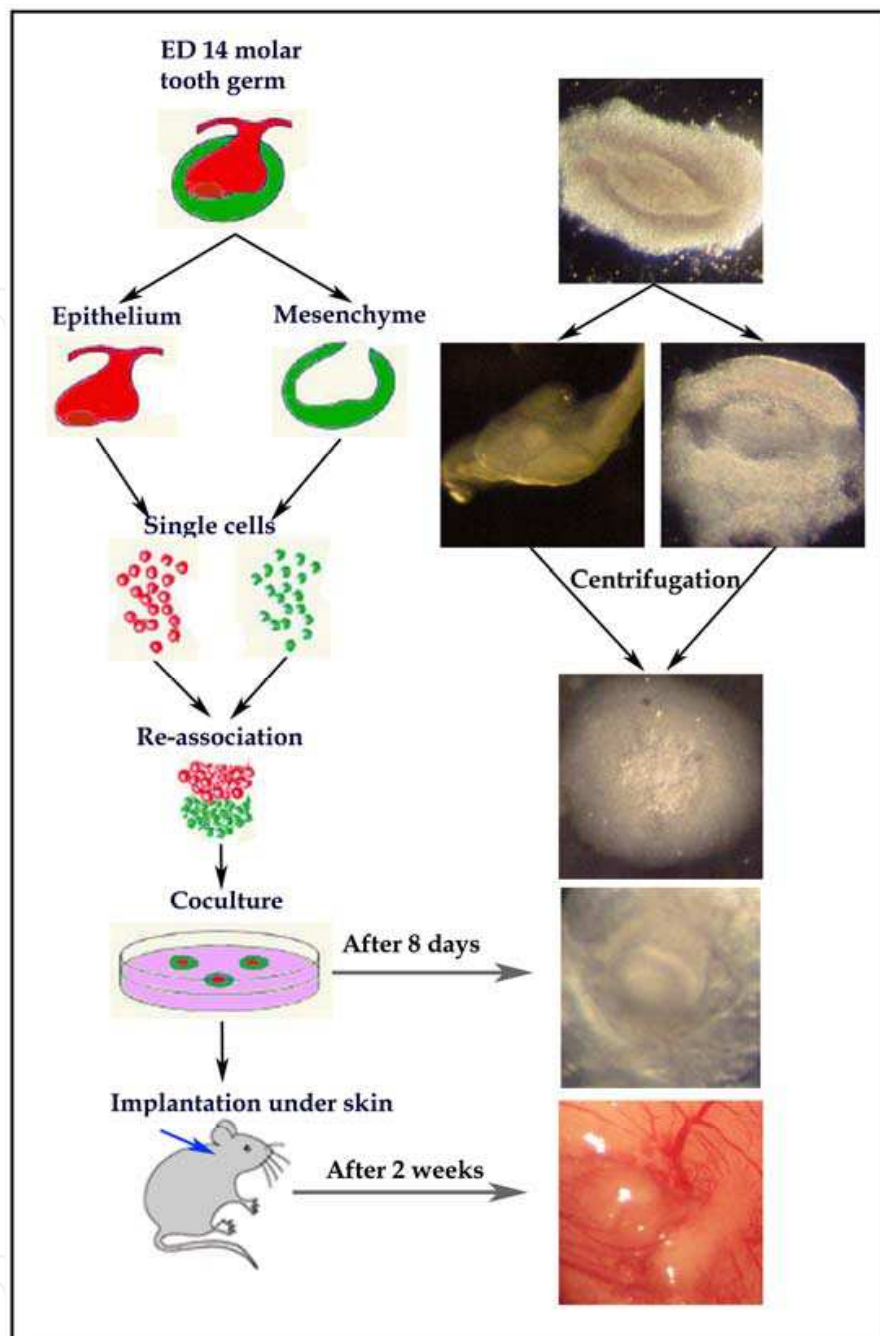 ED 14 molar
tooth germ
Epithelium
Mesenchyme
Single cells
Centrifugation
Re-association
Coculture
After 8 days
Implantation under skin
After 2 weeks